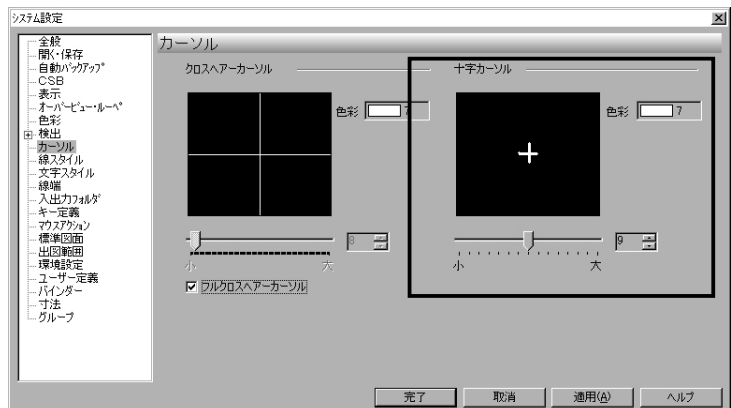 システム設定
全般
開く・保存
自動バックアップ
CSB
表示
オーバービュー・ルーペ
色彩
検出
カーソル
線スタイル
文字スタイル
線端
入出力フォルダ
キー定義
マウスアクション
標準図面
出図範囲
環境設定
ユーザー定義
バインダー
寸法
グループ
カーソル
クロスヘアーカーソル
色彩 7
8
小 大
フルクロスヘアーカーソル
十字カーソル
色彩 7
9
小 大
完了 取消 適用(A) ヘルプ